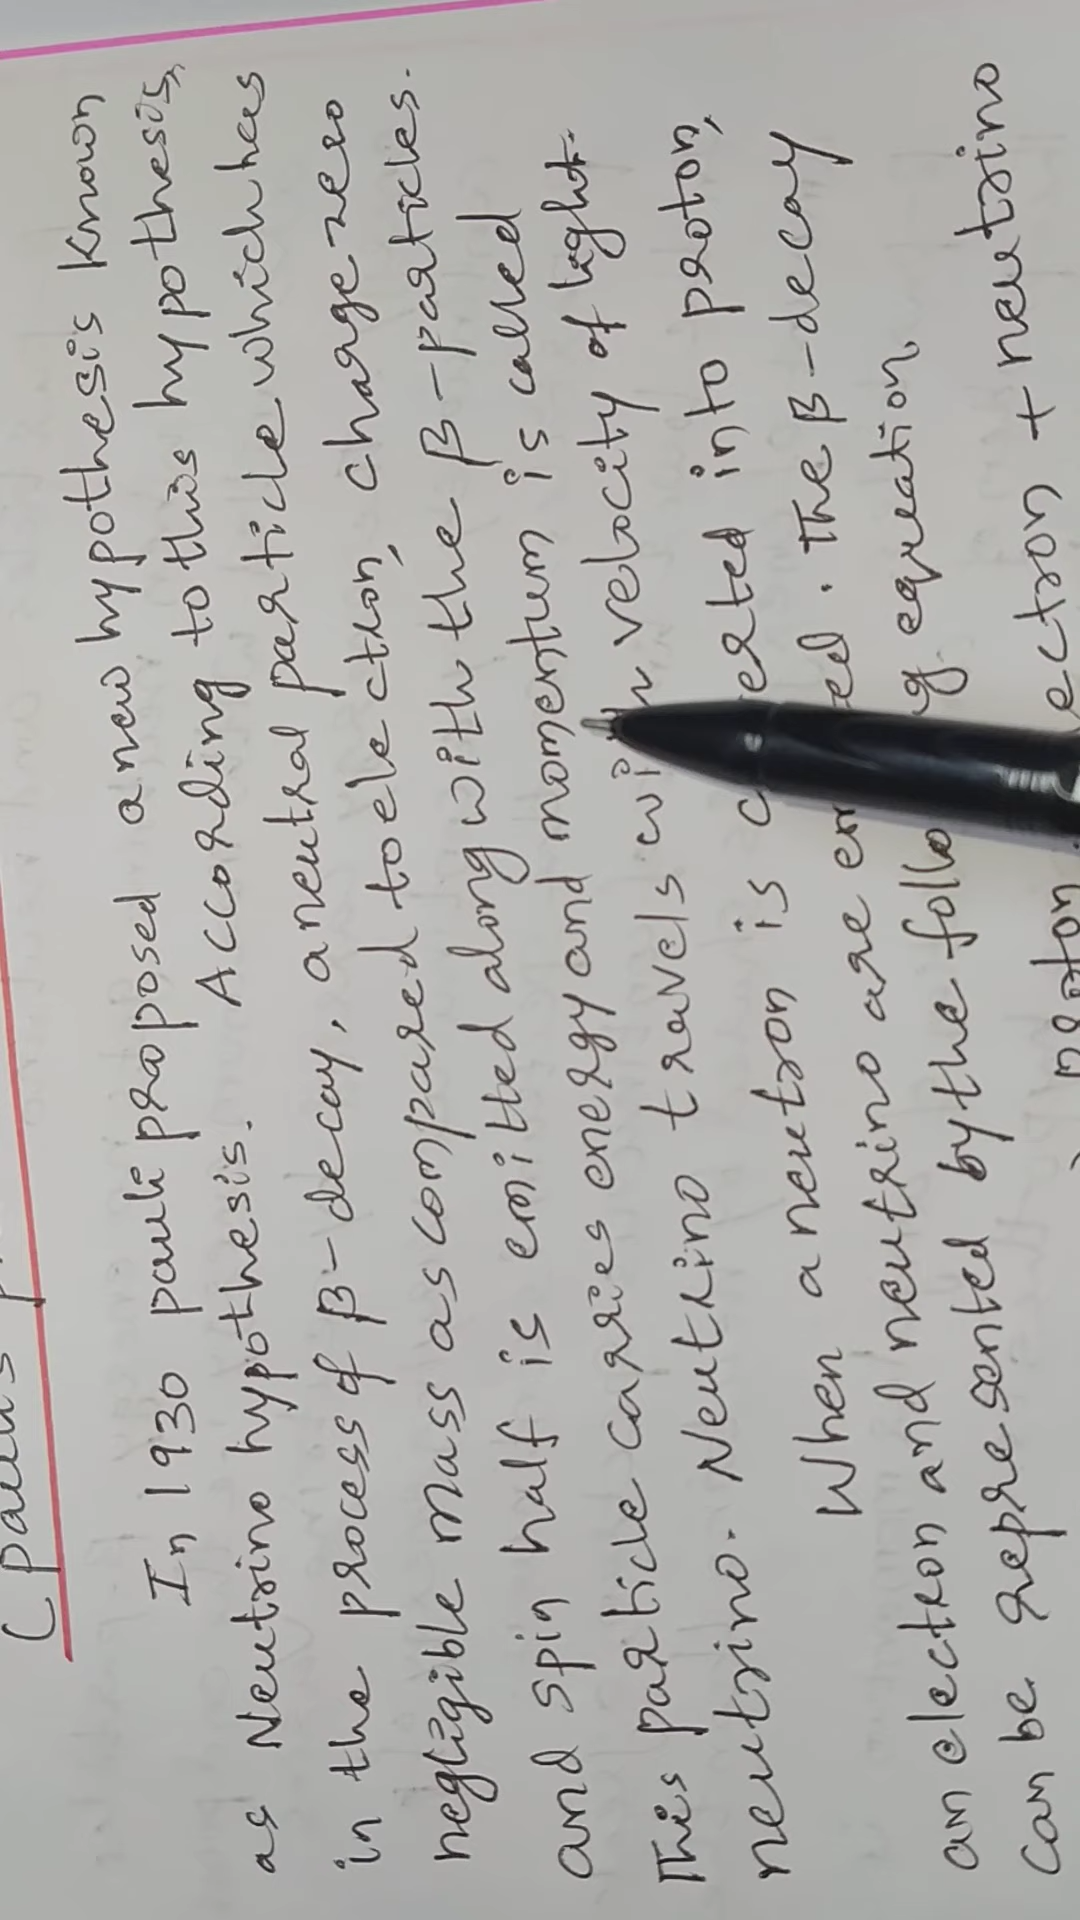 ( Paulis
In 1930 pauli proposed a new hypothesis known
as Neutrino hypothesis. According to this hypothesis,
in the process of β-decay, a neutral particle which has
negligible mass as compared to electron, charge zero
and spin half is emitted along with the β-particles.
This particle carries energy and momentum is called
neutrino. Neutrino travels with velocity of light.
When a neutron is converted into proton,
an electron and neutrino are emitted. The β-decay
can be represented by the following equation.
proton electron + neutrino